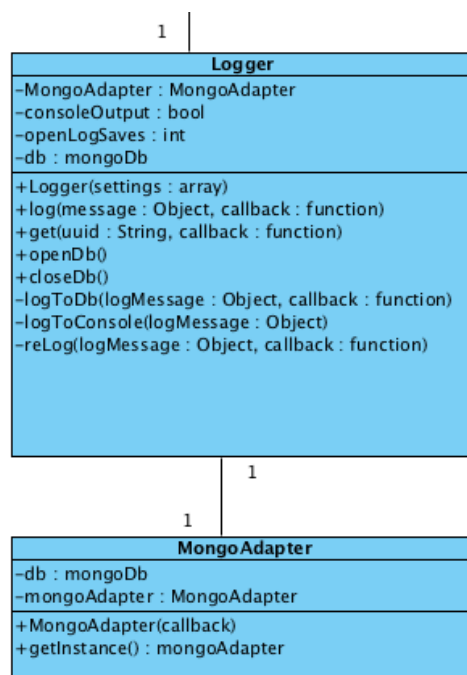 1
Logger
-MongoAdapter : MongoAdapter
-consoleOutput : bool
-openLogSaves : int
-db : mongoDb
+Logger(settings : array)
+log(message : Object, callback : function)
+get(uuid : String, callback : function)
+openDb()
+closeDb()
-logToDb(logMessage : Object, callback : function)
-logToConsole(logMessage : Object)
-reLog(logMessage : Object, callback : function)
1
1
MongoAdapter
-db : mongoDb
-mongoAdapter : MongoAdapter
+MongoAdapter(callback)
+getInstance() : mongoAdapter